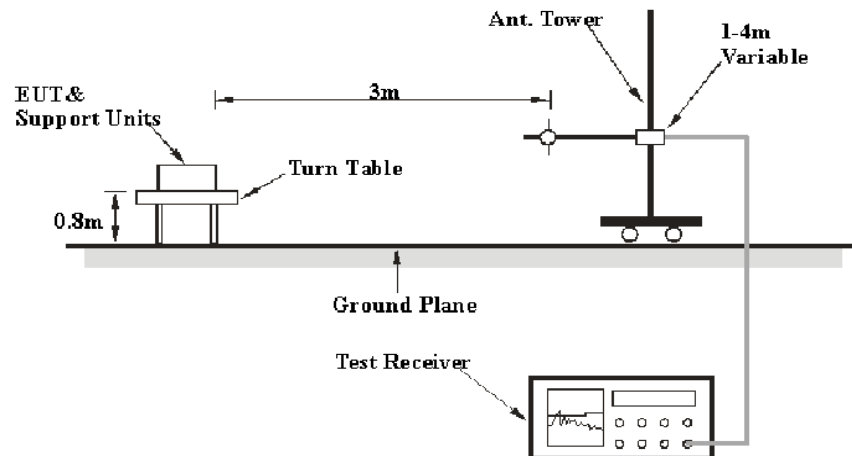 Ant. Tower
1-4m
Variable
3m
EUT&
Support Units
Turn Table
0.8m
Ground Plane
Test Receiver